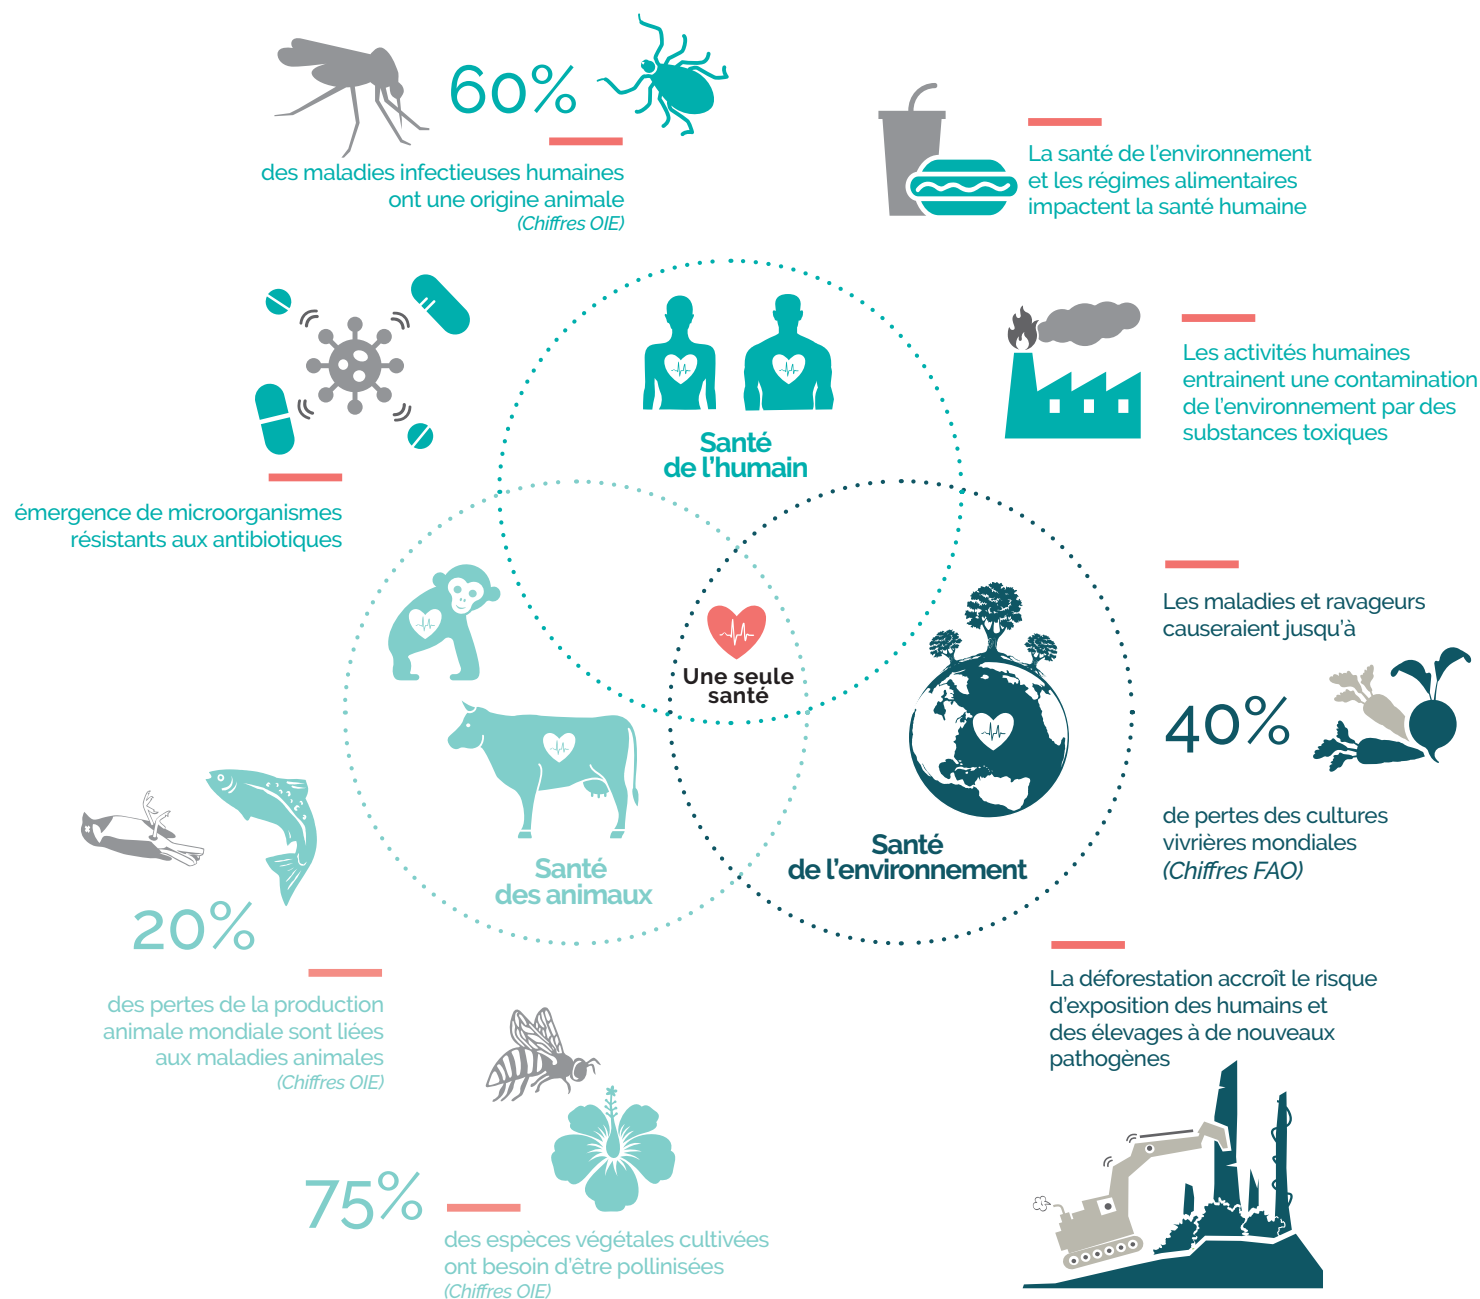 60%
des maladies infectieuses humaines
ont une origine animale
(Chiffres OIE)
La santé de l'environnement
et les régimes alimentaires
impactent la santé humaine
Les activités humaines
entrainent une contamination
de l'environnement par des
substances toxiques
Santé
de l'humain
émergence de microorganismes
résistants aux antibiotiques
Les maladies et ravageurs
causeraient jusqu'à
40%
de pertes des cultures
vivrières mondiales
(Chiffres FAO)
Une seule
santé
Santé
de l'environnement
Santé
des animaux
20%
des pertes de la production
animale mondiale sont liées
aux maladies animales
(Chiffres OIE)
La déforestation accroît le risque
d'exposition des humains et
des élevages à de nouveaux
pathogènes
75%
des espèces végétales cultivées
ont besoin d'être pollinisées
(Chiffres OIE)